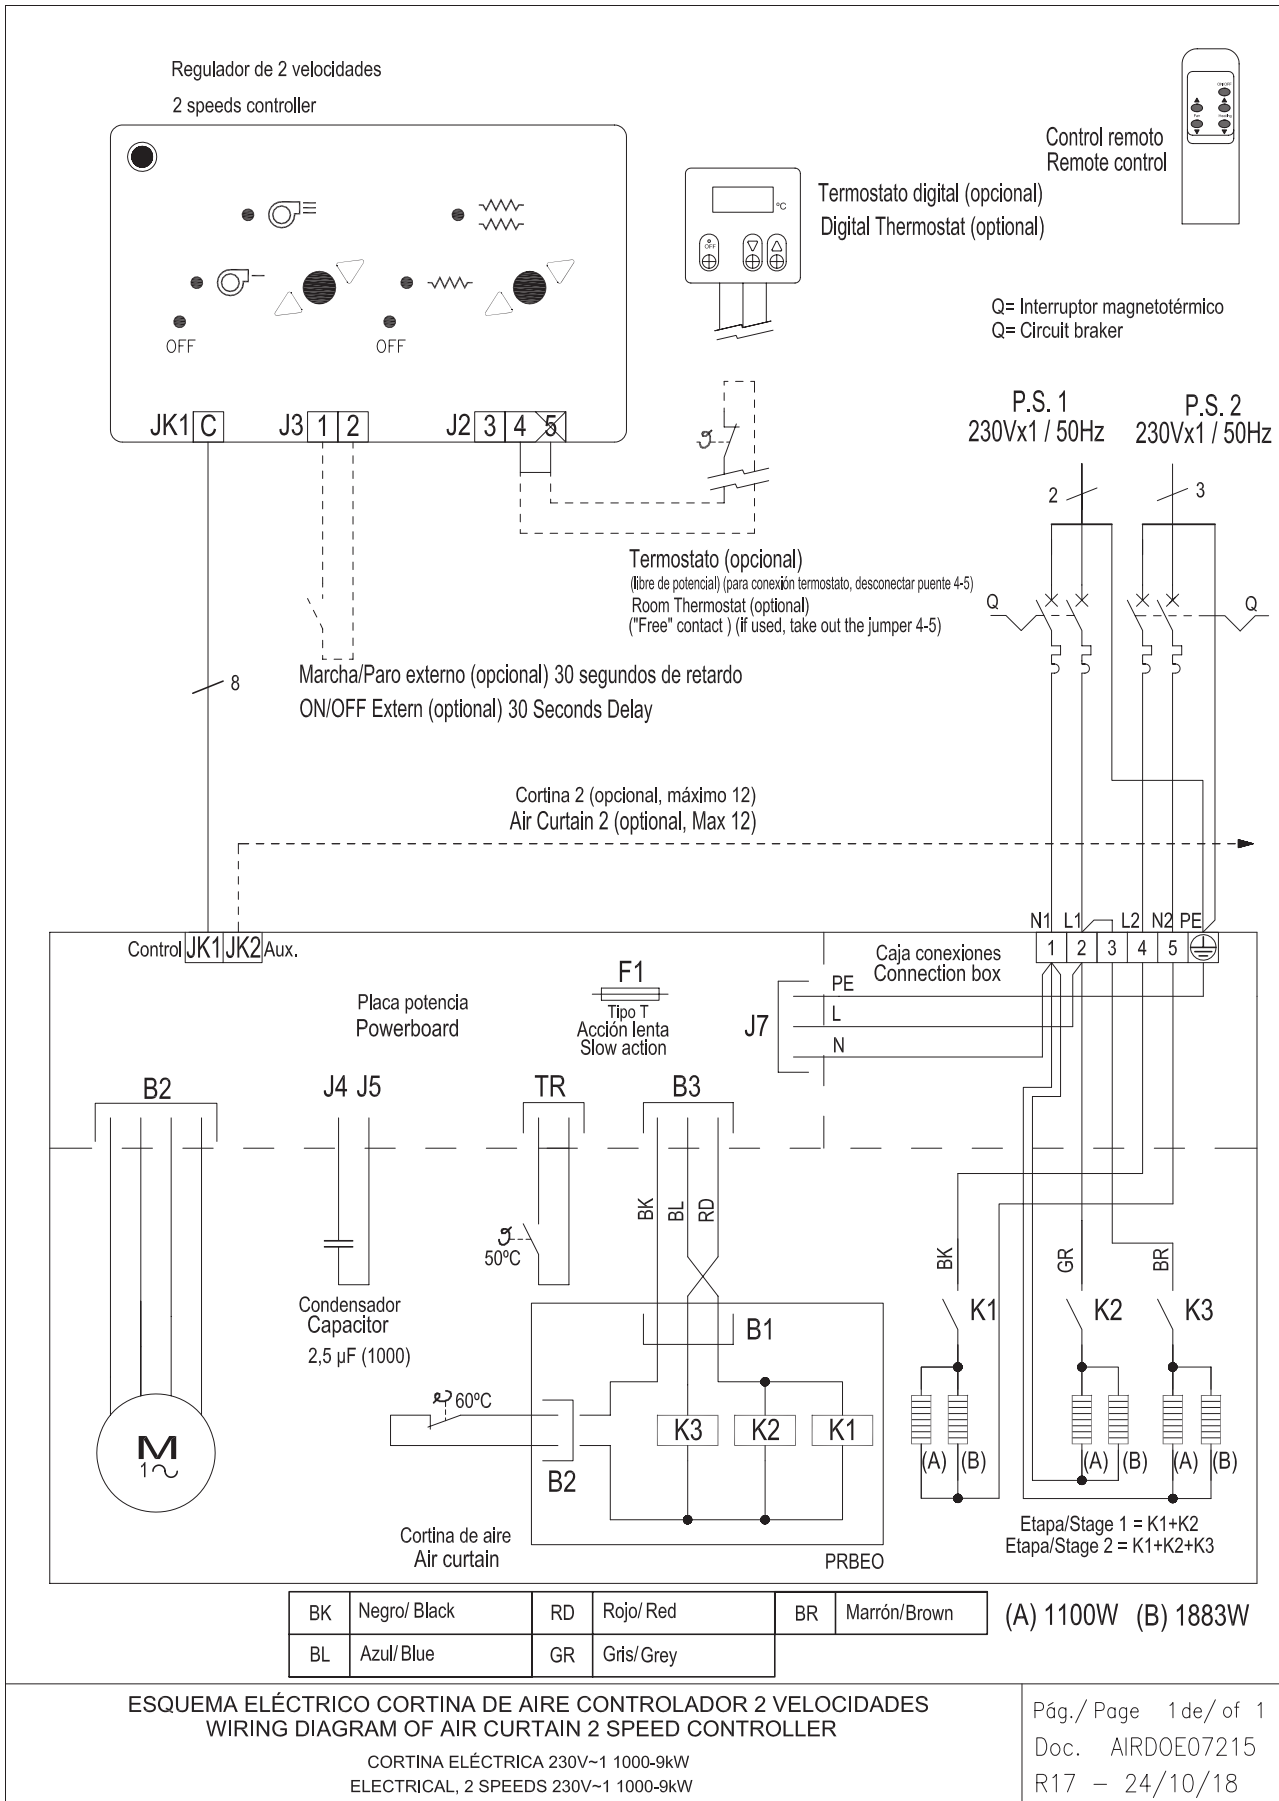 Regulador de 2 velocidades
2 speeds controller
OFF
OFF
JK1 C
J3 1 2
J2 3 4 5
°C
OFF
Termostato digital (opcional)
Digital Thermostat (optional)
Control remoto
Remote control
ON/OFF
Fan
Heating
Q= Interruptor magnetotérmico
Q= Circuit braker
P.S. 1
230Vx1 / 50Hz
P.S. 2
230Vx1 / 50Hz
2
3
Q
Q
Termostato (opcional)
(libre de potencial) (para conexión termostato, desconectar puente 4-5)
Room Thermostat (optional)
("Free" contact ) (if used, take out the jumper 4-5)
8
Marcha/Paro externo (opcional) 30 segundos de retardo
ON/OFF Extern (optional) 30 Seconds Delay
Cortina 2 (opcional, máximo 12)
Air Curtain 2 (optional, Max 12)
Control JK1 JK2 Aux.
N1 L1 L2 N2 PE
1 2 3 4 5
Caja conexiones
Connection box
Placa potencia
Powerboard
F1
Tipo T
Acción lenta
Slow action
J7
PE
L
N
B2
J4 J5
TR
B3
BK
BL
RD
50ºC
Condensador
Capacitor
2,5 µF (1000)
B1
BK
GR
BR
K1
K2
K3
60ºC
K3
K2
K1
B2
M
1
(A) (B)
(A) (B)
(A) (B)
Etapa/Stage 1 = K1+K2
Etapa/Stage 2 = K1+K2+K3
Cortina de aire
Air curtain
PRBEO
BK Negro/ Black RD Rojo/ Red BR Marrón/Brown
BL Azul/ Blue GR Gris/ Grey
(A) 1100W (B) 1883W
ESQUEMA ELÉCTRICO CORTINA DE AIRE CONTROLADOR 2 VELOCIDADES
WIRING DIAGRAM OF AIR CURTAIN 2 SPEED CONTROLLER
CORTINA ELÉCTRICA 230V~1 1000-9kW
ELECTRICAL, 2 SPEEDS 230V~1 1000-9kW
Pág./ Page 1 de/ of 1
Doc. AIRDOE07215
R17 - 24/10/18